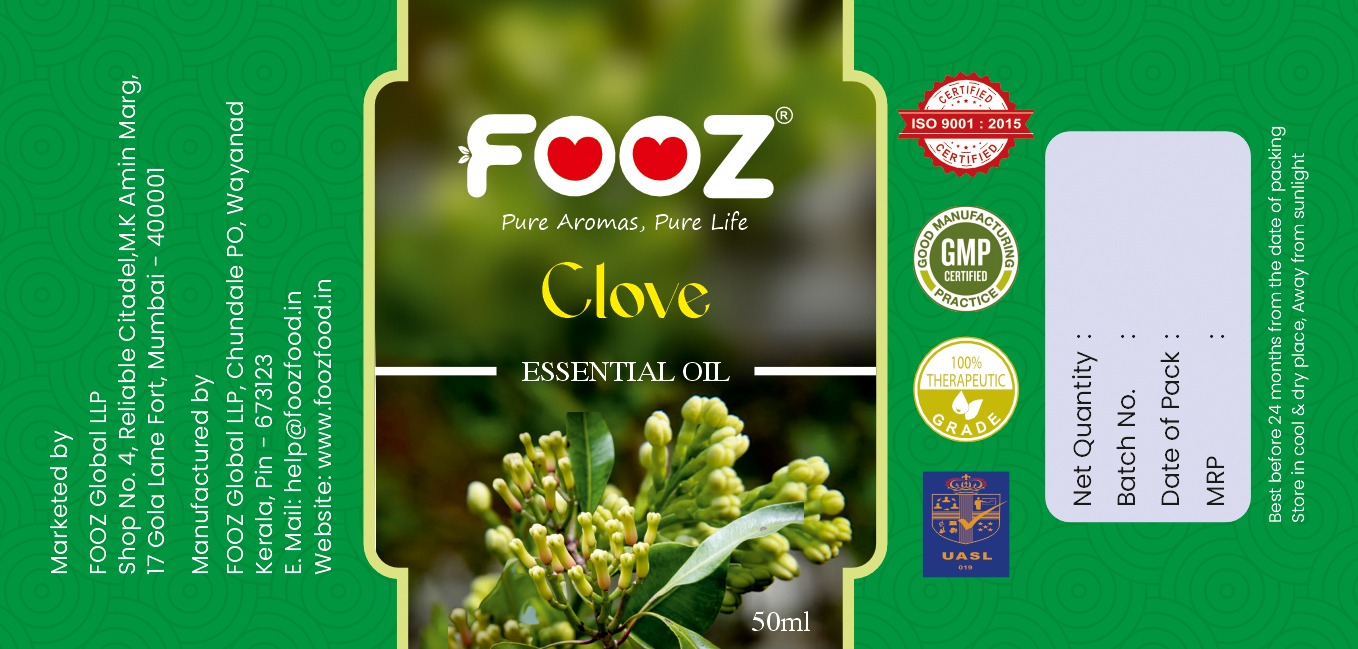 Marketed by
FOOZ Global LLP
Shop No. 4, Reliable Citadel,M.K Amin Marg,
17 Gola Lane Fort, Mumbai - 400001
Manufactured by
FOOZ Global LLP, Chundale PO, Wayanad
Kerala, Pin - 673123
E. Mail: help@foozfood.in
Website: www.foozfood.in
FOOZ®
Pure Aromas, Pure Life
Clove
ESSENTIAL OIL
50ml
CERTIFIED
ISO 9001 : 2015
CERTIFIED
GOOD MANUFACTURING
GMP
CERTIFIED
PRACTICE
100%
THERAPEUTIC
GRADE
UASL
019
Net Quantity :
Batch No. :
Date of Pack :
MRP :
Best before 24 months from the date of packing
Store in cool & dry place, Away from sunlight